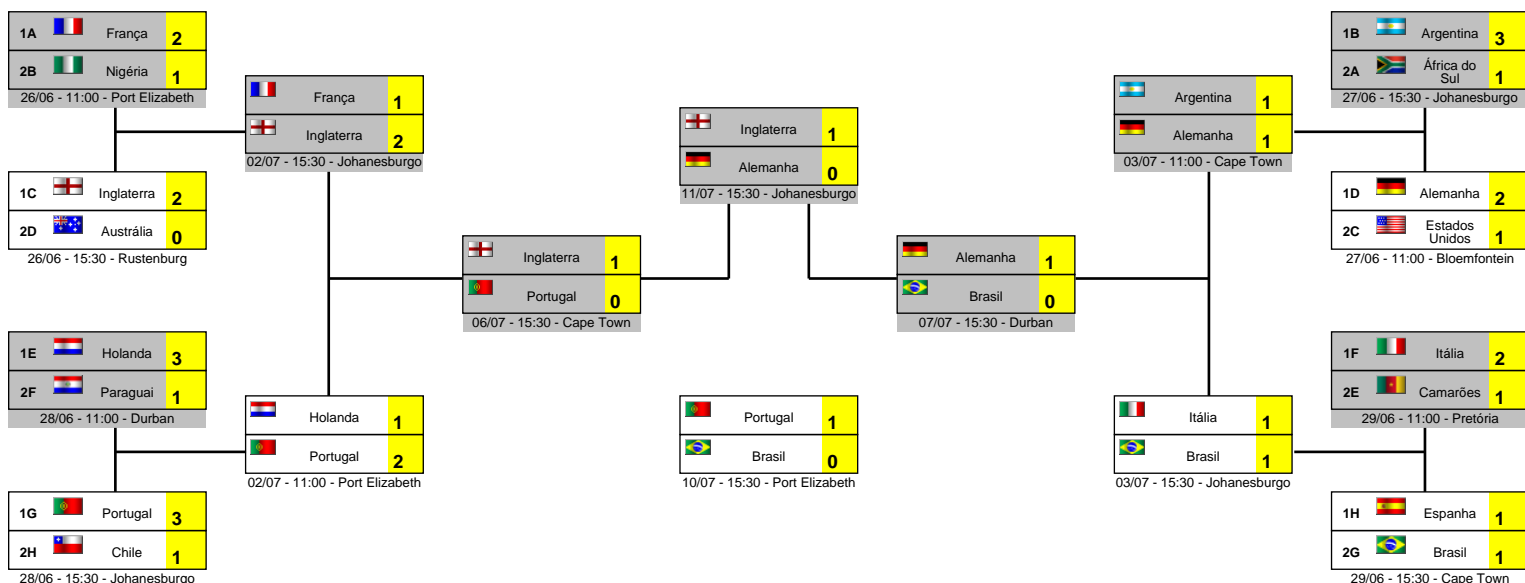 1A França 2
2B Nigéria 1
26/06 - 11:00 - Port Elizabeth
1C Inglaterra 2
2D Austrália 0
26/06 - 15:30 - Rustenburg
1E Holanda 3
2F Paraguai 1
28/06 - 11:00 - Durban
1G Portugal 3
2H Chile 1
28/06 - 15:30 - Johanesburgo
França 1
Inglaterra 2
02/07 - 15:30 - Johanesburgo
Holanda 1
Portugal 2
02/07 - 11:00 - Port Elizabeth
Inglaterra 1
Portugal 0
06/07 - 15:30 - Cape Town
Inglaterra 1
Alemanha 0
11/07 - 15:30 - Johanesburgo
Portugal 1
Brasil 0
10/07 - 15:30 - Port Elizabeth
Alemanha 1
Brasil 0
07/07 - 15:30 - Durban
Argentina 1
Alemanha 1
03/07 - 11:00 - Cape Town
Itália 1
Brasil 1
03/07 - 15:30 - Johanesburgo
1B Argentina 3
2A África do
Sul 1
27/06 - 15:30 - Johanesburgo
1D Alemanha 2
2C Estados
Unidos 1
27/06 - 11:00 - Bloemfontein
1F Itália 2
2E Camarões 1
29/06 - 11:00 - Pretória
1H Espanha 1
2G Brasil 1
29/06 - 15:30 - Cape Town